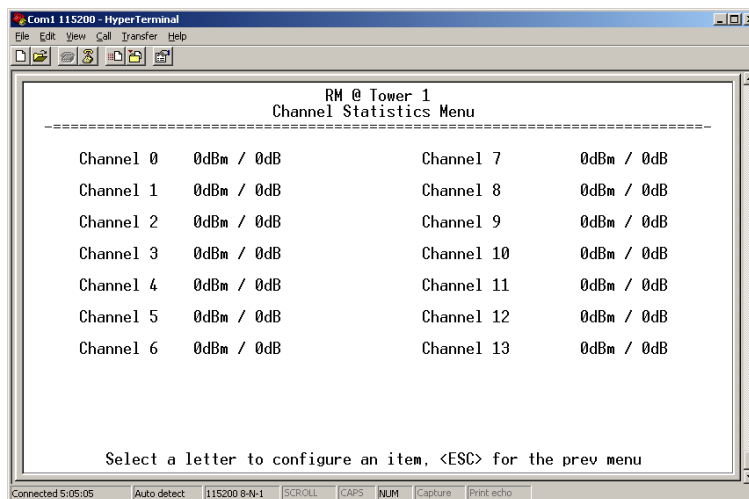 Com1 115200 - HyperTerminal
File Edit View Call Transfer Help
RM @ Tower 1
Channel Statistics Menu
-==========================================================================-
Channel 0 0dBm / 0dB Channel 7 0dBm / 0dB
Channel 1 0dBm / 0dB Channel 8 0dBm / 0dB
Channel 2 0dBm / 0dB Channel 9 0dBm / 0dB
Channel 3 0dBm / 0dB Channel 10 0dBm / 0dB
Channel 4 0dBm / 0dB Channel 11 0dBm / 0dB
Channel 5 0dBm / 0dB Channel 12 0dBm / 0dB
Channel 6 0dBm / 0dB Channel 13 0dBm / 0dB
Select a letter to configure an item, <ESC> for the prev menu
Connected 5:05:05 Auto detect 115200 8-N-1 SCROLL CAPS NUM Capture Print echo